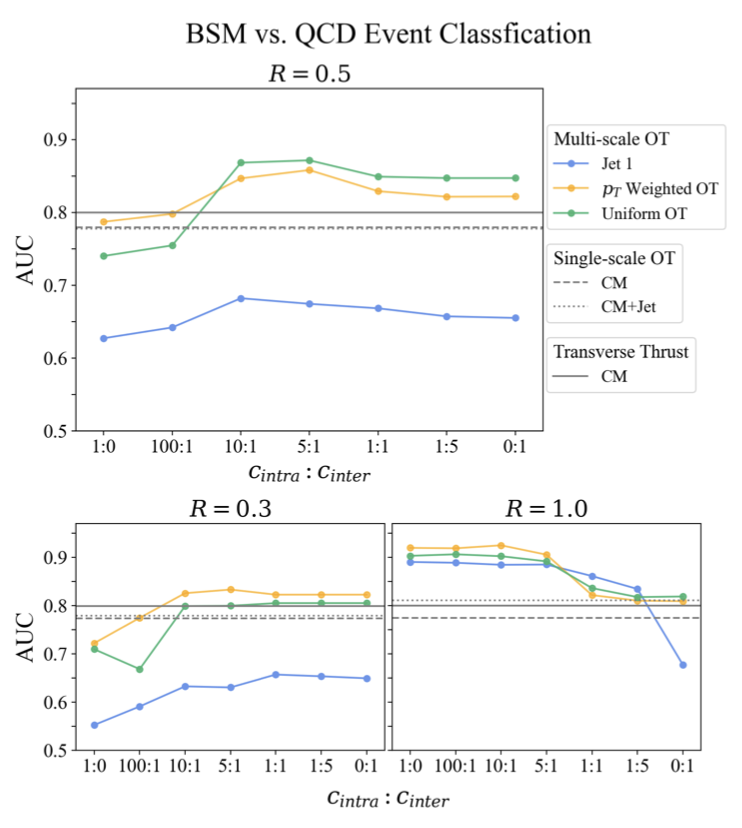 BSM vs. QCD Event Classfication
R = 0.5
0.9
0.8
0.7
0.6
0.5
AUC
1:0 100:1 10:1 5:1 1:1 1:5 0:1
c_intra : c_inter
Multi-scale OT
Jet 1
p_T Weighted OT
Uniform OT
Single-scale OT
CM
CM+Jet
Transverse Thrust
CM
R = 0.3
0.9
0.8
0.7
0.6
0.5
AUC
1:0 100:1 10:1 5:1 1:1 1:5 0:1
R = 1.0
1:0 100:1 10:1 5:1 1:1 1:5 0:1
c_intra : c_inter